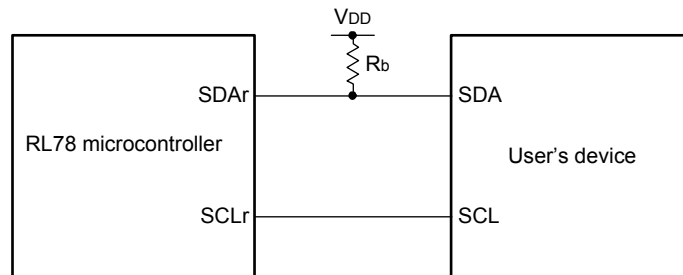 VDD
Rb
SDAr
SDA
RL78 microcontroller
User's device
SCLr
SCL